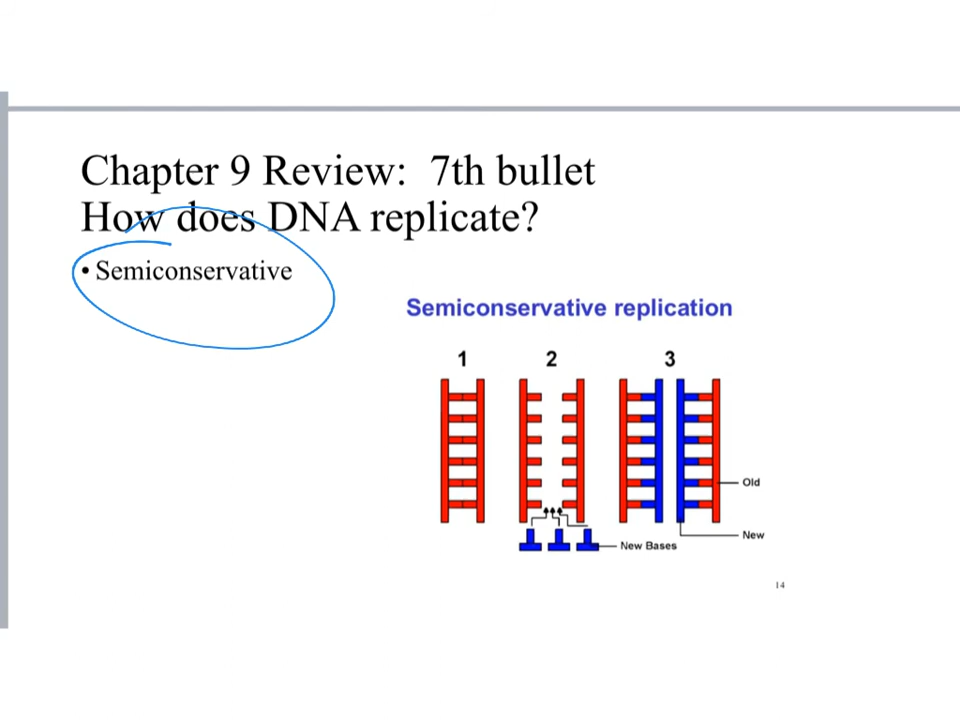 Chapter 9 Review:  7th bullet
How does DNA replicate?
• Semiconservative
Semiconservative replication
1 2 3
Old
New
New Bases
14